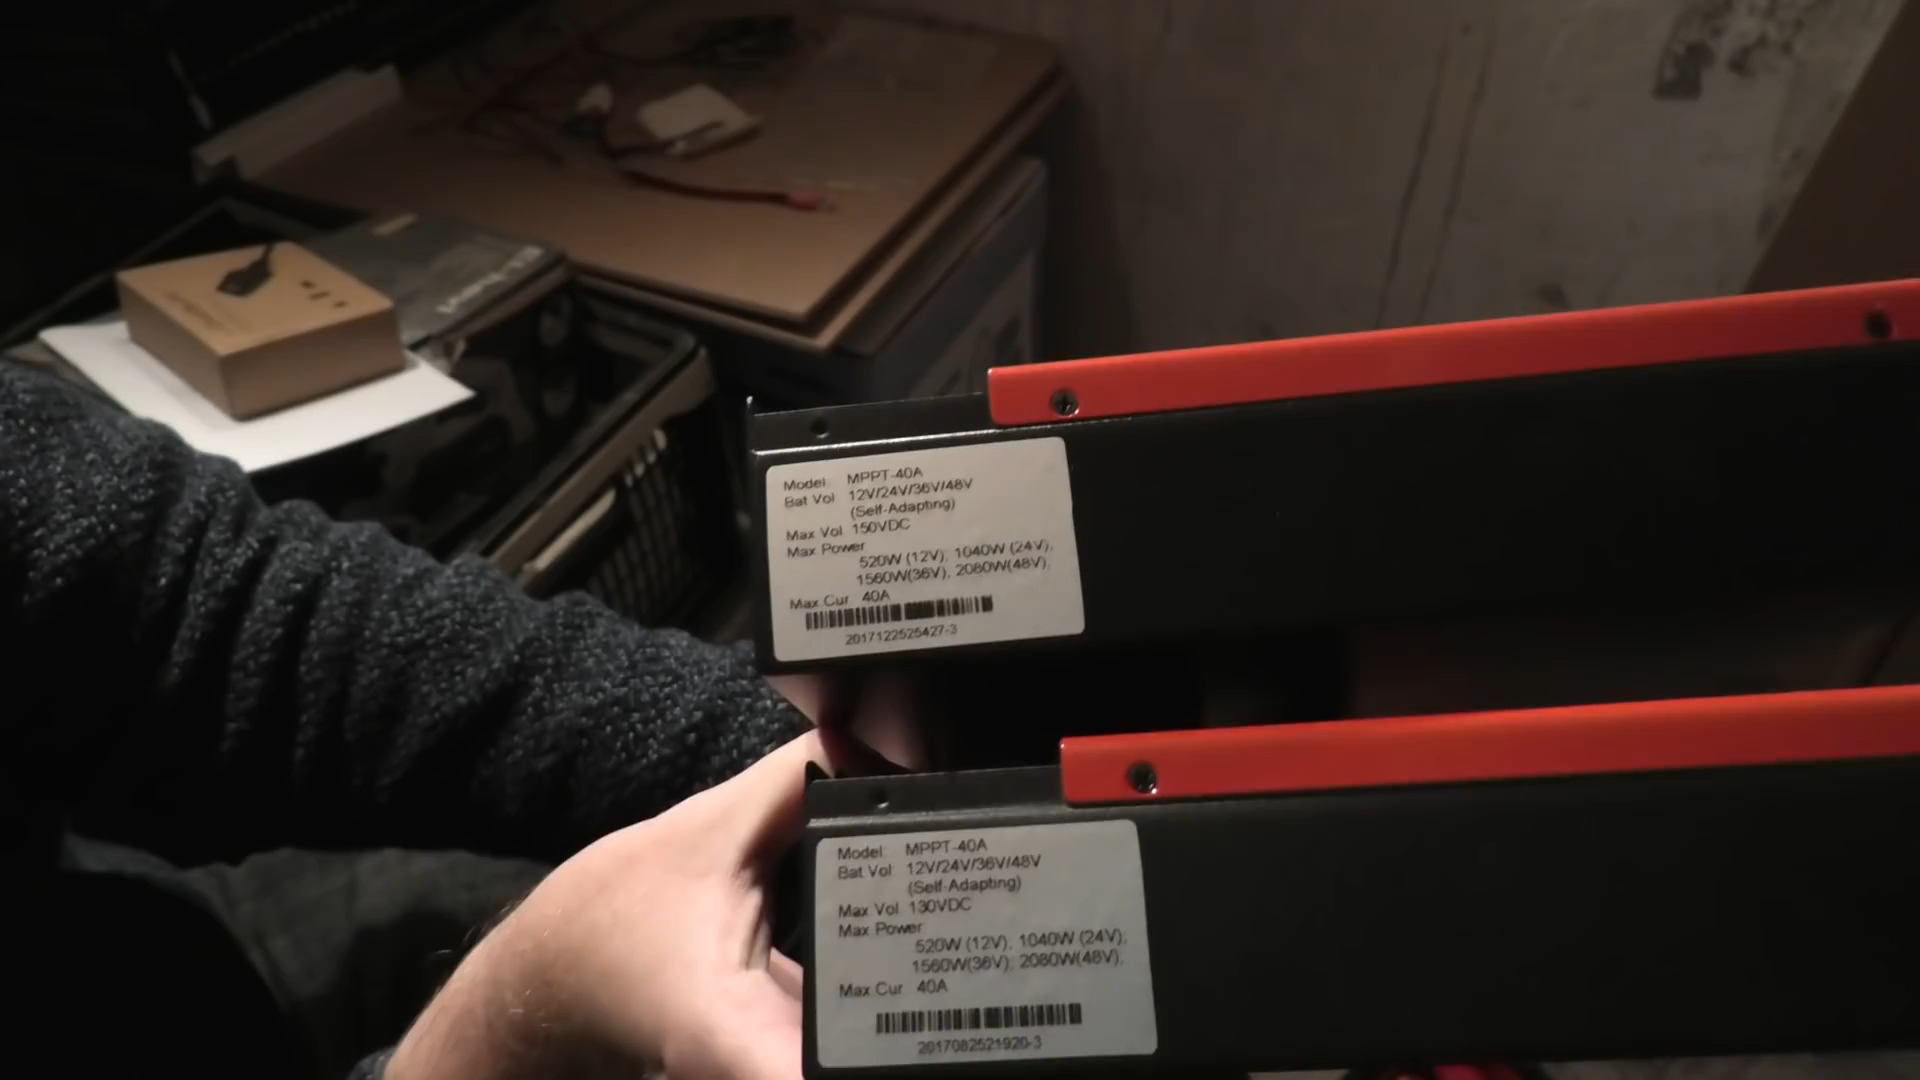 Model MPPT-40A
Bat Vol 12V/24V/36V/48V
(Self-Adapting)
Max Vol 150VDC
Max Power
520W (12V), 1040W (24V),
1560W(36V), 2080W(48V),
Max Cur 40A
2017122525427-3
Model MPPT-40A
Bat Vol 12V/24V/36V/48V
(Self-Adapting)
Max Vol 130VDC
Max Power
520W (12V), 1040W (24V);
1560W(36V), 2080W(48V),
Max Cur 40A
2017082521920-3